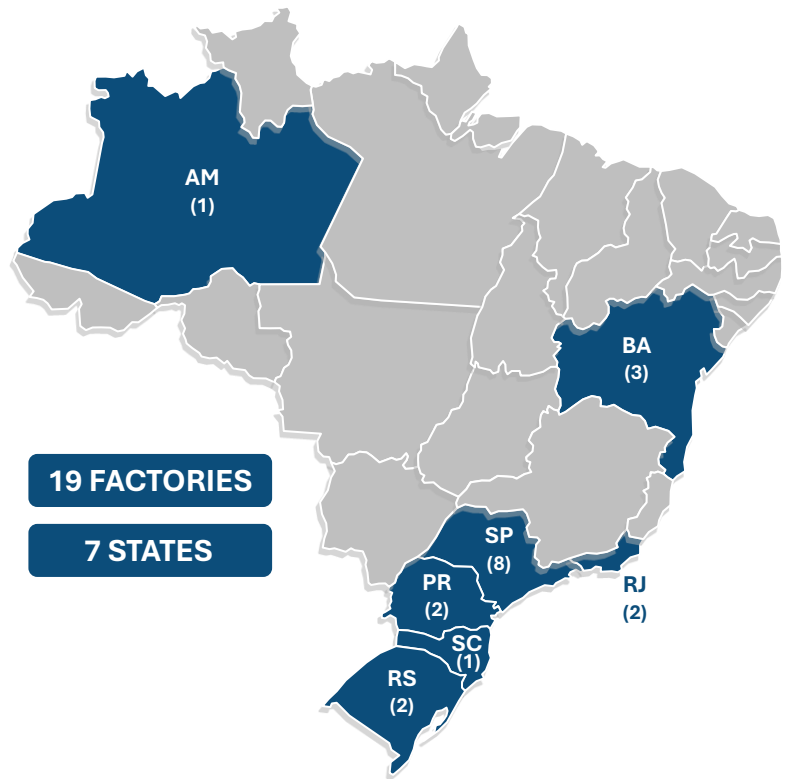 AM
(1)
BA
(3)
19 FACTORIES
7 STATES
SP
(8)
PR
(2)
RJ
(2)
SC
(1)
RS
(2)